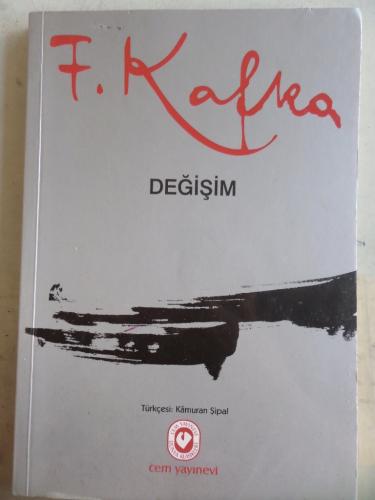 F. Kafka
DEĞİŞİM
Türkçesi: Kâmuran Şipal
cem yayınevi